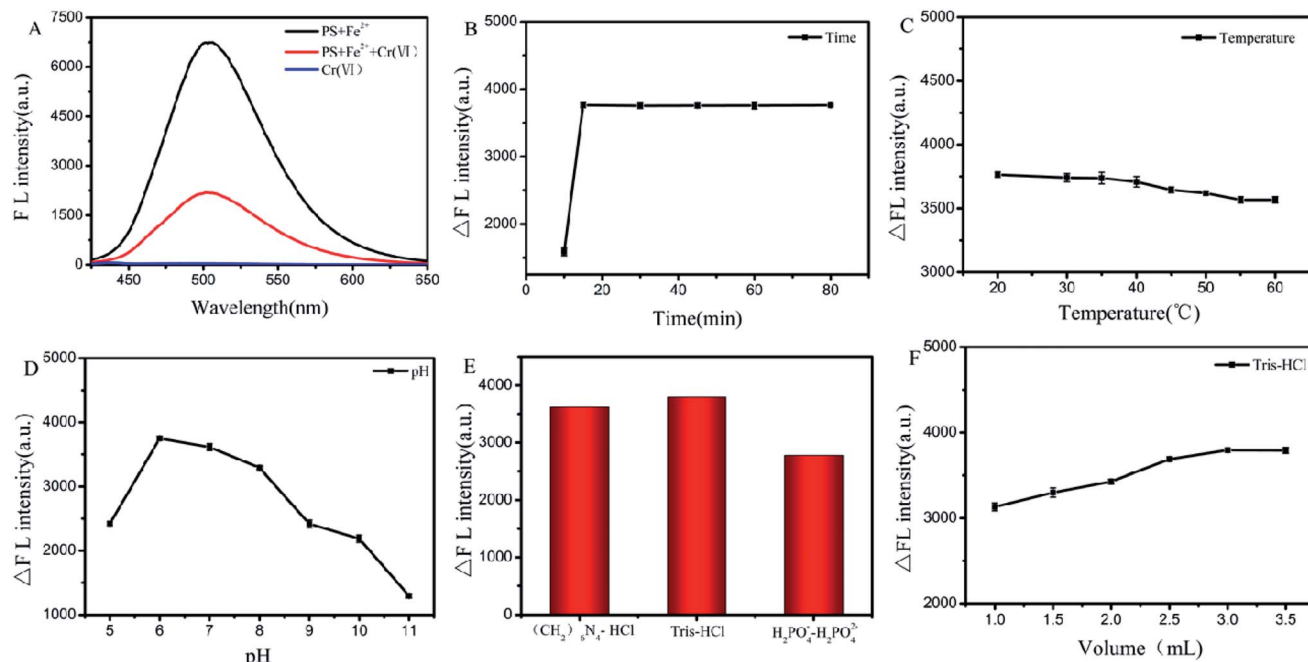 A
F L intensity(a.u.)
7500
6000
4500
3000
1500
0
PS+Fe²⁺
PS+Fe²⁺+Cr(Ⅵ)
Cr(Ⅵ)
450 500 550 600 650
Wavelength(nm)
B
△F L intensity(a.u.)
5000
4000
3000
2000
Time
0 20 40 60 80
Time(min)
C
△FL intensity(a.u.)
5000
4500
4000
3500
3000
Temperature
20 30 40 50 60
Temperature(℃)
D
△F L intensity(a.u.)
5000
4000
3000
2000
1000
pH
5 6 7 8 9 10 11
pH
E
△F L intensity(a.u.)
4000
3000
2000
1000
0
(CH₂)₆N₄- HCl Tris-HCl H₂PO₄⁻-H₂PO₄²⁻
F
△FL intensity(a.u.)
5000
4000
3000
2000
Tris-HCl
1.0 1.5 2.0 2.5 3.0 3.5
Volume（mL）